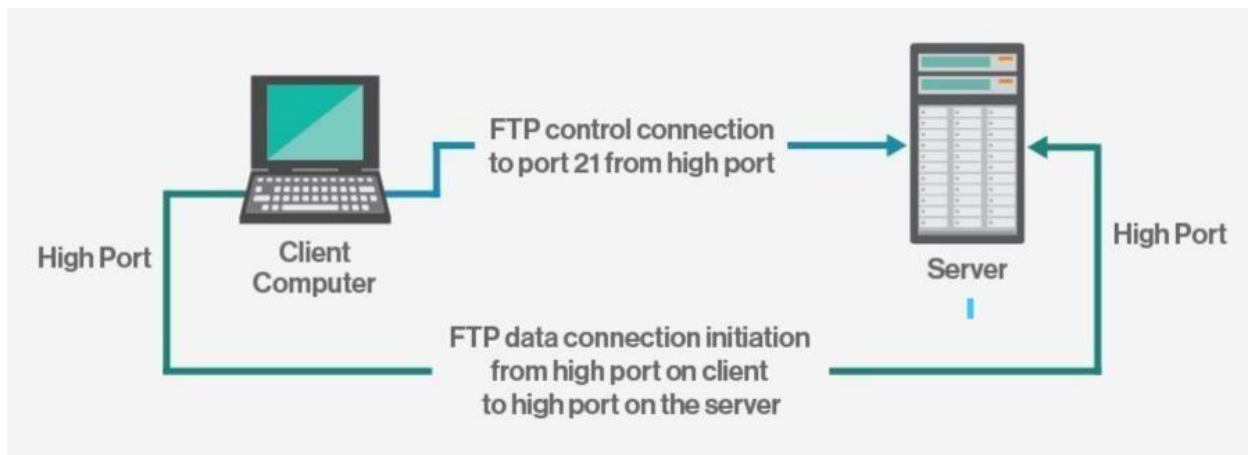 FTP control connection
to port 21 from high port
High Port
Client
Computer
Server
High Port
FTP data connection initiation
from high port on client
to high port on the server